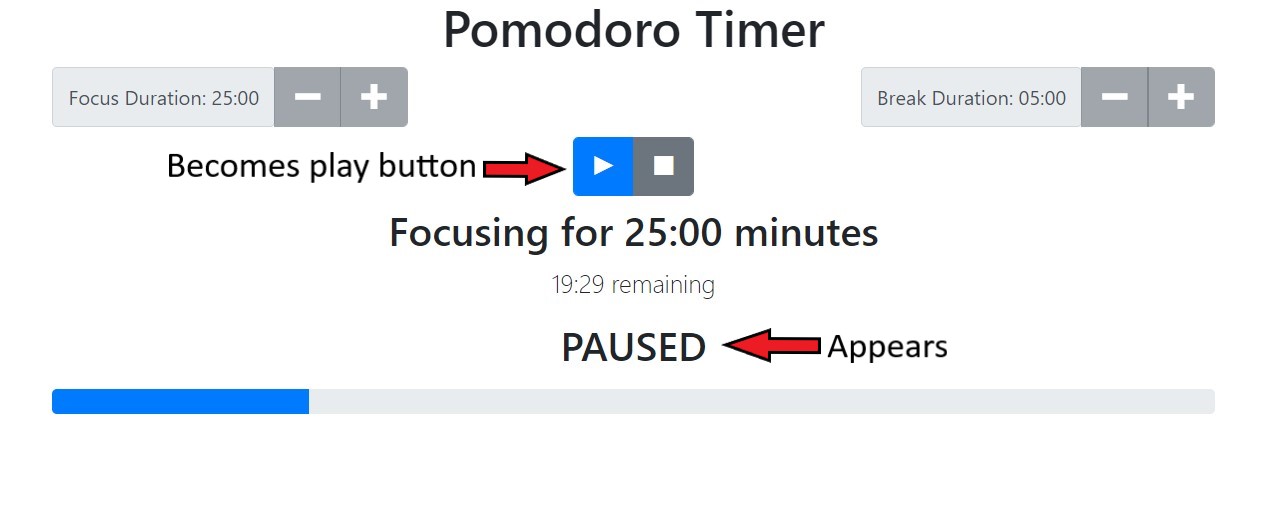 Pomodoro Timer
Focus Duration: 25:00
Break Duration: 05:00
Becomes play button
Focusing for 25:00 minutes
19:29 remaining
PAUSED
Appears